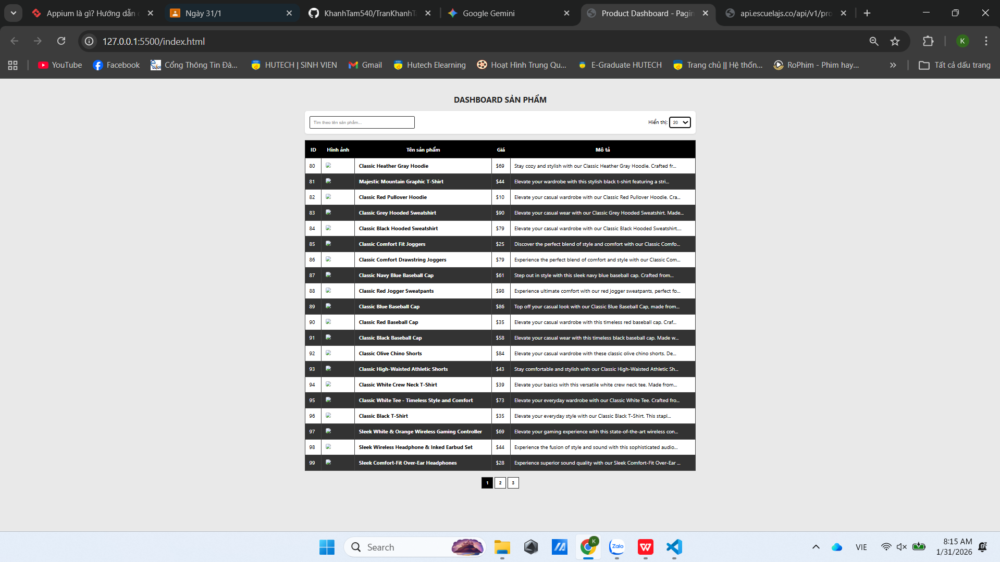 Appium là gì? Hướng dẫn
Ngày 31/1
KhanhTam540/TranKhanhTa
Google Gemini
Product Dashboard - Pagin
api.escuelajs.co/api/v1/pro
127.0.0.1:5500/index.html
K
YouTube
Facebook
Cổng Thông Tin Đà...
HUTECH | SINH VIEN
Gmail
Hutech Elearning
Hoạt Hình Trung Qu...
E-Graduate HUTECH
Trang chủ || Hệ thốn...
RoPhim - Phim hay...
Tất cả dấu trang
DASHBOARD SẢN PHẨM
Tìm theo tên sản phẩm...
Hiển thị: 20
ID Hình ảnh Tên sản phẩm Giá Mô tả
80 Classic Heather Gray Hoodie $69 Stay cozy and stylish with our Classic Heather Gray Hoodie. Crafted fr...
81 Majestic Mountain Graphic T-Shirt $44 Elevate your wardrobe with this stylish black t-shirt featuring a stri...
82 Classic Red Pullover Hoodie $10 Elevate your casual wardrobe with our Classic Red Pullover Hoodie. Cra...
83 Classic Grey Hooded Sweatshirt $90 Elevate your casual wear with our Classic Grey Hooded Sweatshirt. Made...
84 Classic Black Hooded Sweatshirt $79 Elevate your casual wardrobe with our Classic Black Hooded Sweatshirt....
85 Classic Comfort Fit Joggers $25 Discover the perfect blend of style and comfort with our Classic Comfo...
86 Classic Comfort Drawstring Joggers $79 Experience the perfect blend of comfort and style with our Classic Com...
87 Classic Navy Blue Baseball Cap $61 Step out in style with this sleek navy blue baseball cap. Crafted from...
88 Classic Red Jogger Sweatpants $98 Experience ultimate comfort with our red jogger sweatpants, perfect fo...
89 Classic Blue Baseball Cap $86 Top off your casual look with our Classic Blue Baseball Cap, made from...
90 Classic Red Baseball Cap $35 Elevate your casual wardrobe with this timeless red baseball cap. Craf...
91 Classic Black Baseball Cap $58 Elevate your casual wear with this timeless black baseball cap. Made w...
92 Classic Olive Chino Shorts $84 Elevate your casual wardrobe with these classic olive chino shorts. De...
93 Classic High-Waisted Athletic Shorts $43 Stay comfortable and stylish with our Classic High-Waisted Athletic Sh...
94 Classic White Crew Neck T-Shirt $39 Elevate your basics with this versatile white crew neck tee. Made from...
95 Classic White Tee - Timeless Style and Comfort $73 Elevate your everyday wardrobe with our Classic White Tee. Crafted fro...
96 Classic Black T-Shirt $35 Elevate your everyday style with our Classic Black T-Shirt. This stapl...
97 Sleek White & Orange Wireless Gaming Controller $69 Elevate your gaming experience with this state-of-the-art wireless con...
98 Sleek Wireless Headphone & Inked Earbud Set $44 Experience the fusion of style and sound with this sophisticated audio...
99 Sleek Comfort-Fit Over-Ear Headphones $28 Experience superior sound quality with our Sleek Comfort-Fit Over-Ear ...
1 2 3
Search
K
Zalo
VIE
8:15 AM
1/31/2026